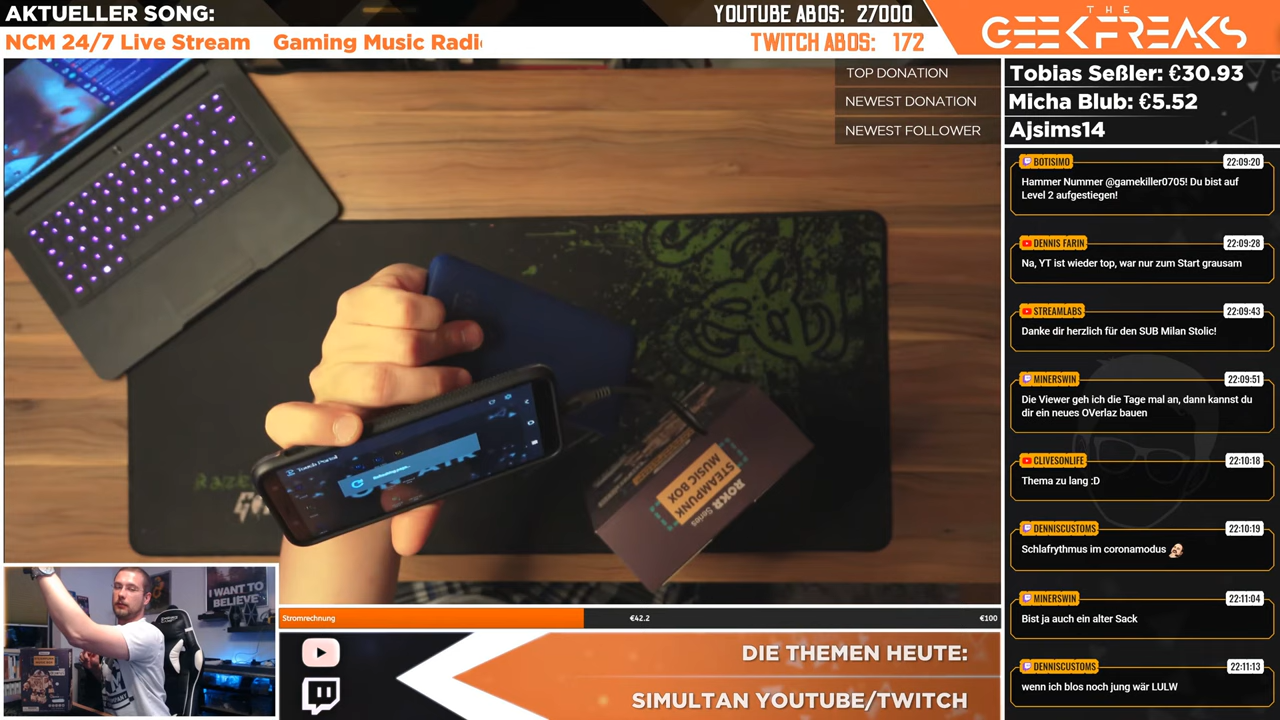 AKTUELLER SONG:
NCM 24/7 Live Stream Gaming Music Radi
YOUTUBE ABOS: 27000
TWITCH ABOS: 172
THE
GEEKFREAKS
TOP DONATION
NEWEST DONATION
NEWEST FOLLOWER
Tobias Seßler: €30.93
Micha Blub: €5.52
Ajsims14
BOTISIMO 22:09:20
Hammer Nummer @gamekiller0705! Du bist auf
Level 2 aufgestiegen!
DENNIS FARIN 22:09:28
Na, YT ist wieder top, war nur zum Start grausam
STREAMLABS 22:09:43
Danke dir herzlich für den SUB Milan Stolic!
MINERSWIN 22:09:51
Die Viewer geh ich die Tage mal an, dann kannst du
dir ein neues OVerlaz bauen
CLIVESONLIFE 22:10:18
Thema zu lang :D
DENNISCUSTOMS 22:10:19
Schlafrythmus im coronamodus
MINERSWIN 22:11:04
Bist ja auch ein alter Sack
DENNISCUSTOMS 22:11:13
wenn ich blos noch jung wär LULW
ROKR Series
STEAMPUNK
MUSIC BOX
I WANT TO
BELIEVE
Stromrechnung €42.2 €100
DIE THEMEN HEUTE:
SIMULTAN YOUTUBE/TWITCH